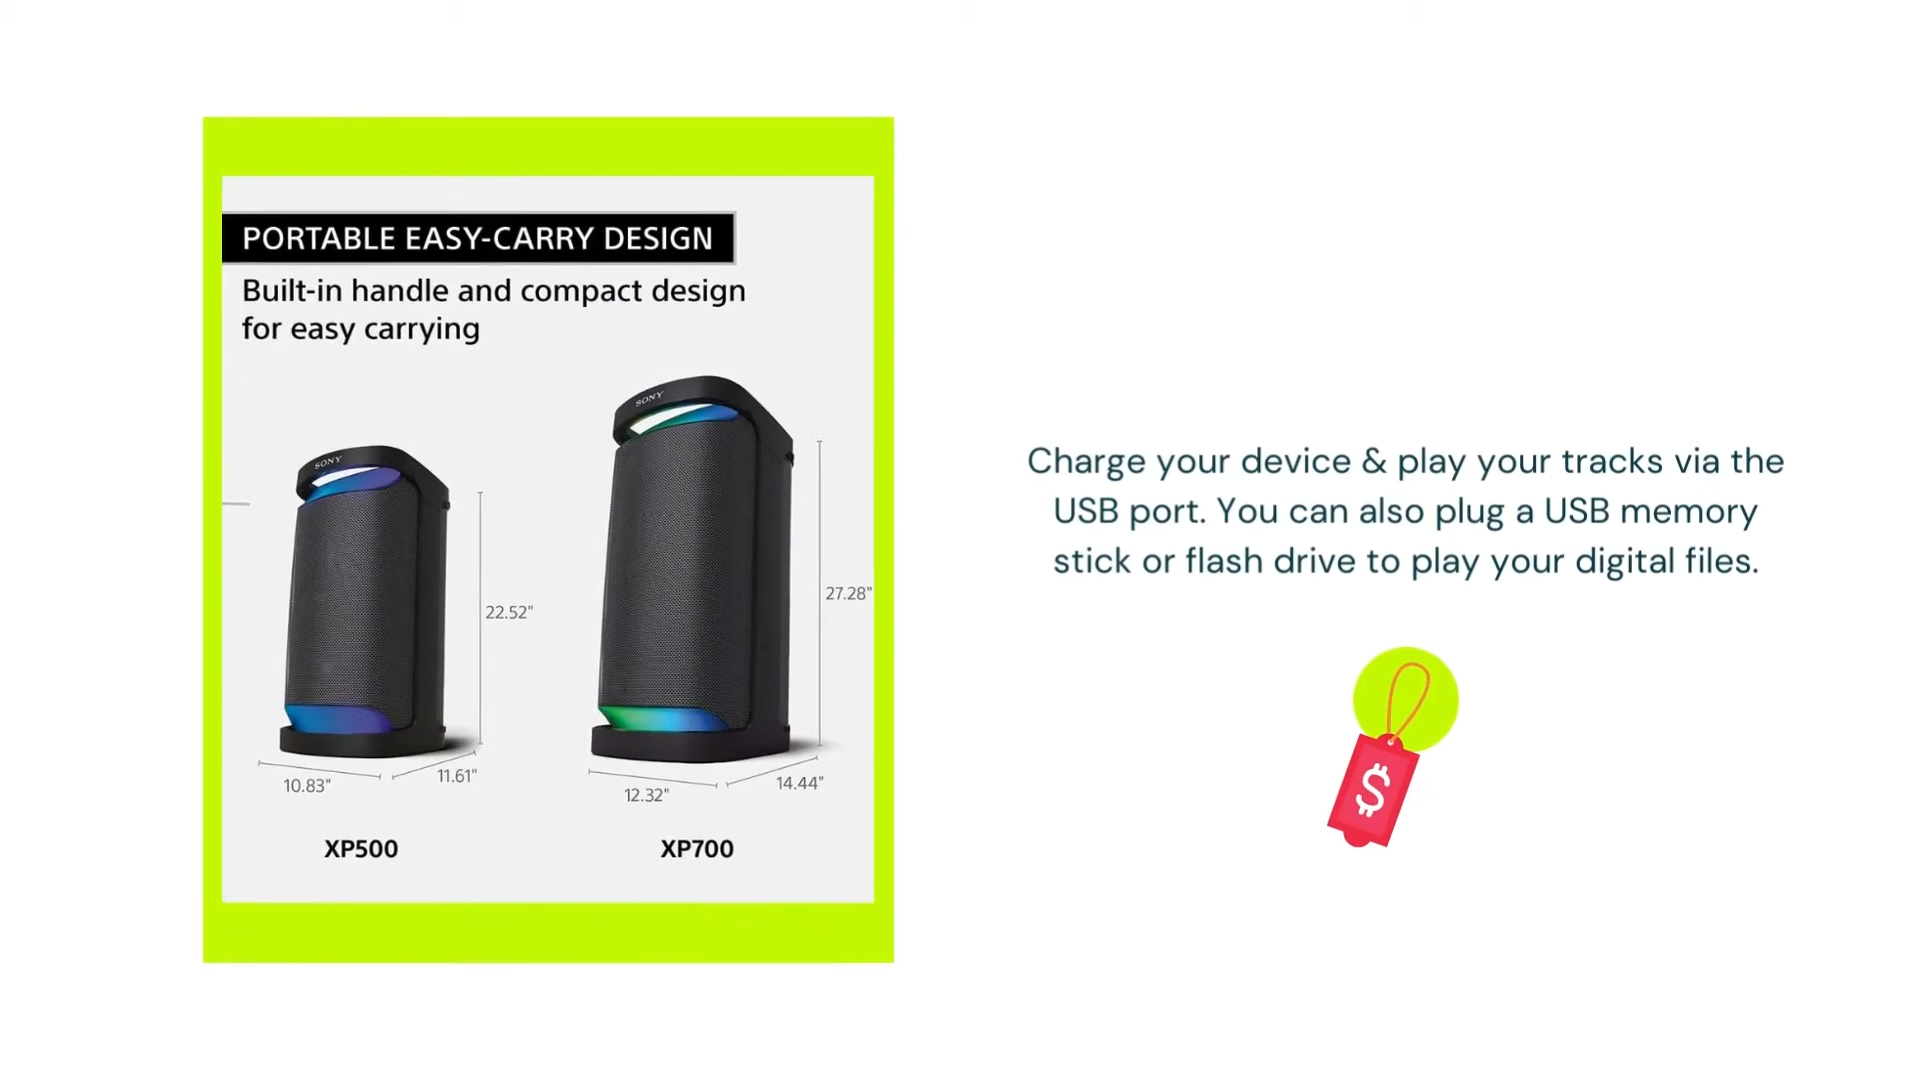 PORTABLE EASY-CARRY DESIGN
Built-in handle and compact design
for easy carrying
SONY
SONY
22.52"
27.28"
10.83"
11.61"
12.32"
14.44"
XP500
XP700
Charge your device & play your tracks via the
USB port. You can also plug a USB memory
stick or flash drive to play your digital files.
$